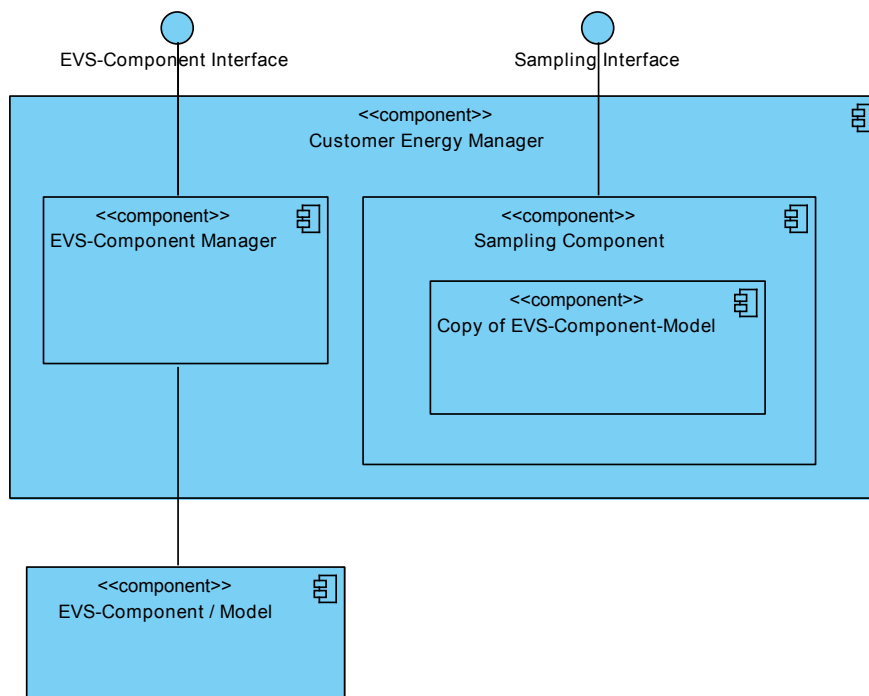 EVS-Component Interface
Sampling Interface
<<component>>
Customer Energy Manager
<<component>>
EVS-Component Manager
<<component>>
Sampling Component
<<component>>
Copy of EVS-Component-Model
<<component>>
EVS-Component / Model